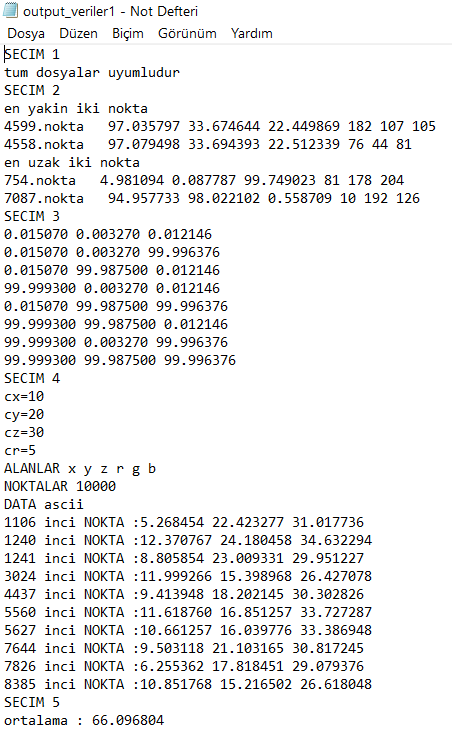 output_veriler1 - Not Defteri
Dosya Düzen Biçim Görünüm Yardım
SECIM 1
tum dosyalar uyumludur
SECIM 2
en yakin iki nokta
4599.nokta   97.035797 33.674644 22.449869 182 107 105
4558.nokta   97.079498 33.694393 22.512339 76 44 81
en uzak iki nokta
754.nokta   4.981094 0.087787 99.749023 81 178 204
7087.nokta   94.957733 98.022102 0.558709 10 192 126
SECIM 3
0.015070 0.003270 0.012146
0.015070 0.003270 99.996376
0.015070 99.987500 0.012146
99.999300 0.003270 0.012146
0.015070 99.987500 99.996376
99.999300 99.987500 0.012146
99.999300 0.003270 99.996376
99.999300 99.987500 99.996376
SECIM 4
cx=10
cy=20
cz=30
cr=5
ALANLAR x y z r g b
NOKTALAR 10000
DATA ascii
1106 inci NOKTA :5.268454 22.423277 31.017736
1240 inci NOKTA :12.370767 24.180458 34.632294
1241 inci NOKTA :8.805854 23.009331 29.951227
3024 inci NOKTA :11.999266 15.398968 26.427078
4437 inci NOKTA :9.413948 18.202145 30.302826
5560 inci NOKTA :11.618760 16.851257 33.727287
5627 inci NOKTA :10.661257 16.039776 33.386948
7644 inci NOKTA :9.503118 21.103165 30.817245
7826 inci NOKTA :6.255362 17.818451 29.079376
8385 inci NOKTA :10.851768 15.216502 26.618048
SECIM 5
ortalama : 66.096804